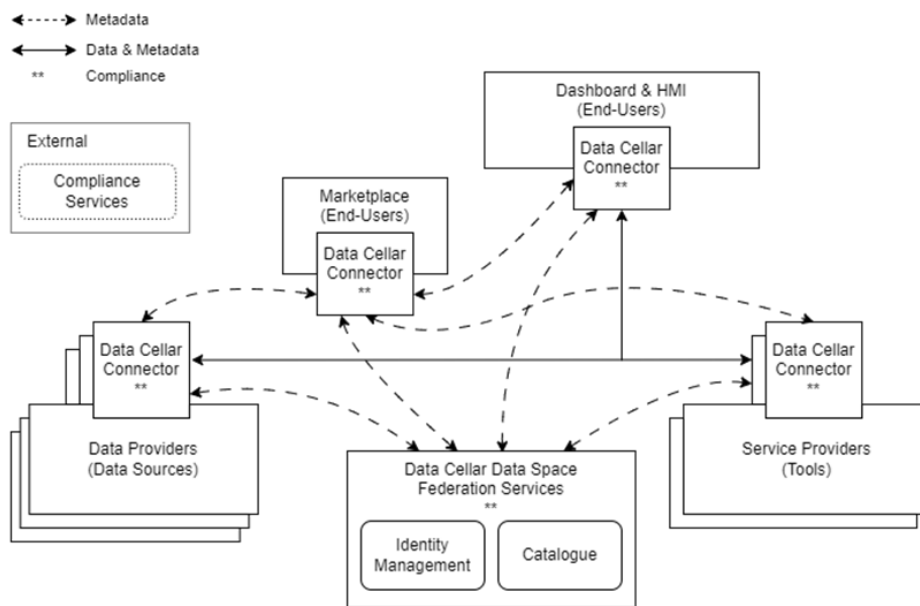 Metadata
Data & Metadata
** Compliance
External
Compliance
Services
Dashboard & HMI
(End-Users)
Data Cellar
Connector
**
Marketplace
(End-Users)
Data Cellar
Connector
**
Data Cellar
Connector
**
Data Providers
(Data Sources)
Data Cellar
Connector
**
Service Providers
(Tools)
Data Cellar Data Space
Federation Services
**
Identity
Management
Catalogue